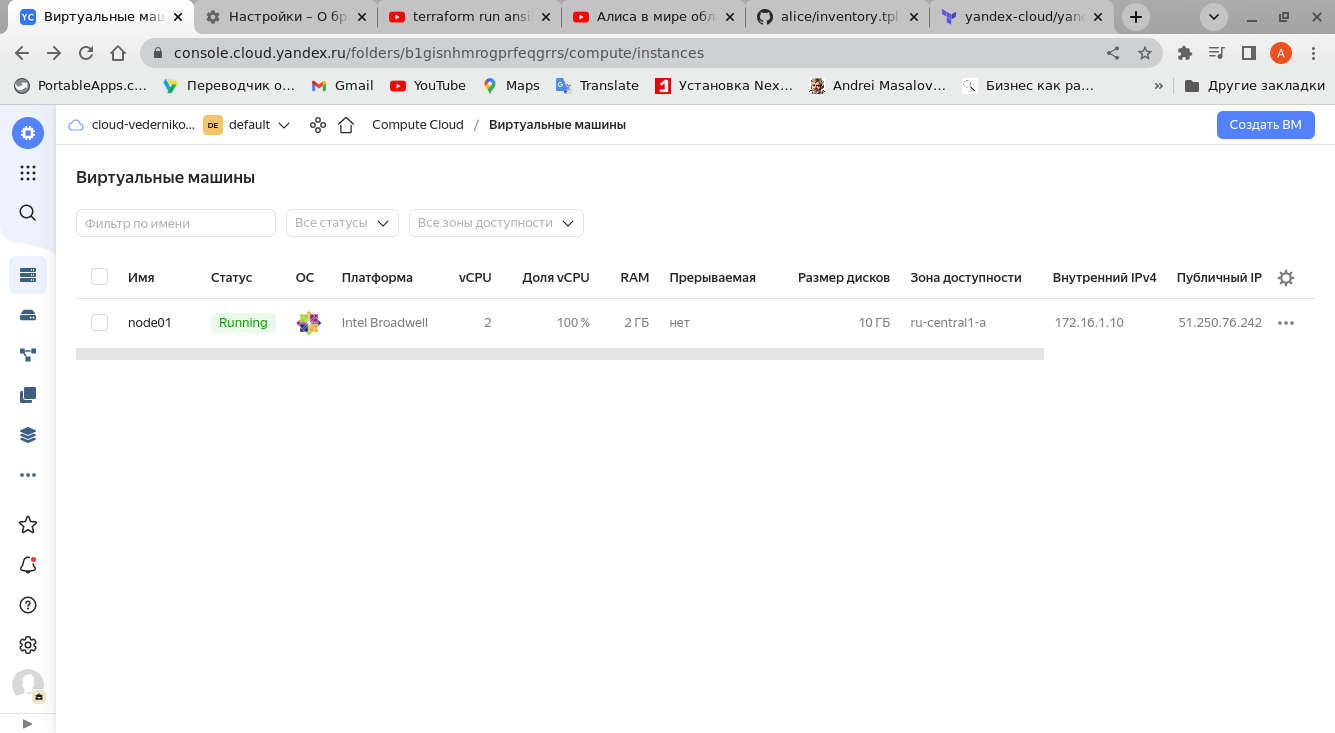 YC Виртуальные маш
Настройки – О бр
terraform run ansi
Алиса в мире обл
alice/inventory.tpl
yandex-cloud/yan
console.cloud.yandex.ru/folders/b1gisnhmrogprfeqgrrs/compute/instances
A
PortableApps.c...
Переводчик о...
Gmail
YouTube
Maps
Translate
Установка Nex...
Andrei Masalov...
Бизнес как ра...
»
Другие закладки
cloud-vederniko...
DE default
Compute Cloud / Виртуальные машины
Создать ВМ
Виртуальные машины
Фильтр по имени
Все статусы
Все зоны доступности
Имя Статус ОС Платформа vCPU Доля vCPU RAM Прерываемая Размер дисков Зона доступности Внутренний IPv4 Публичный IP
node01 Running Intel Broadwell 2 100 % 2 ГБ нет 10 ГБ ru-central1-a 172.16.1.10 51.250.76.242